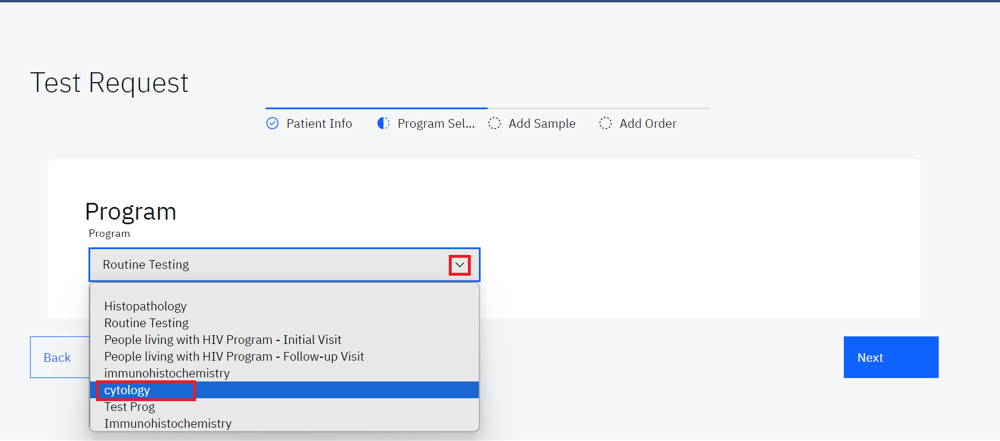 Test Request
Patient Info
Program Sel...
Add Sample
Add Order
Program
Program
Routine Testing
Histopathology
Routine Testing
People living with HIV Program - Initial Visit
People living with HIV Program - Follow-up Visit
immunohistochemistry
cytology
Test Prog
Immunohistochemistry
Back
Next